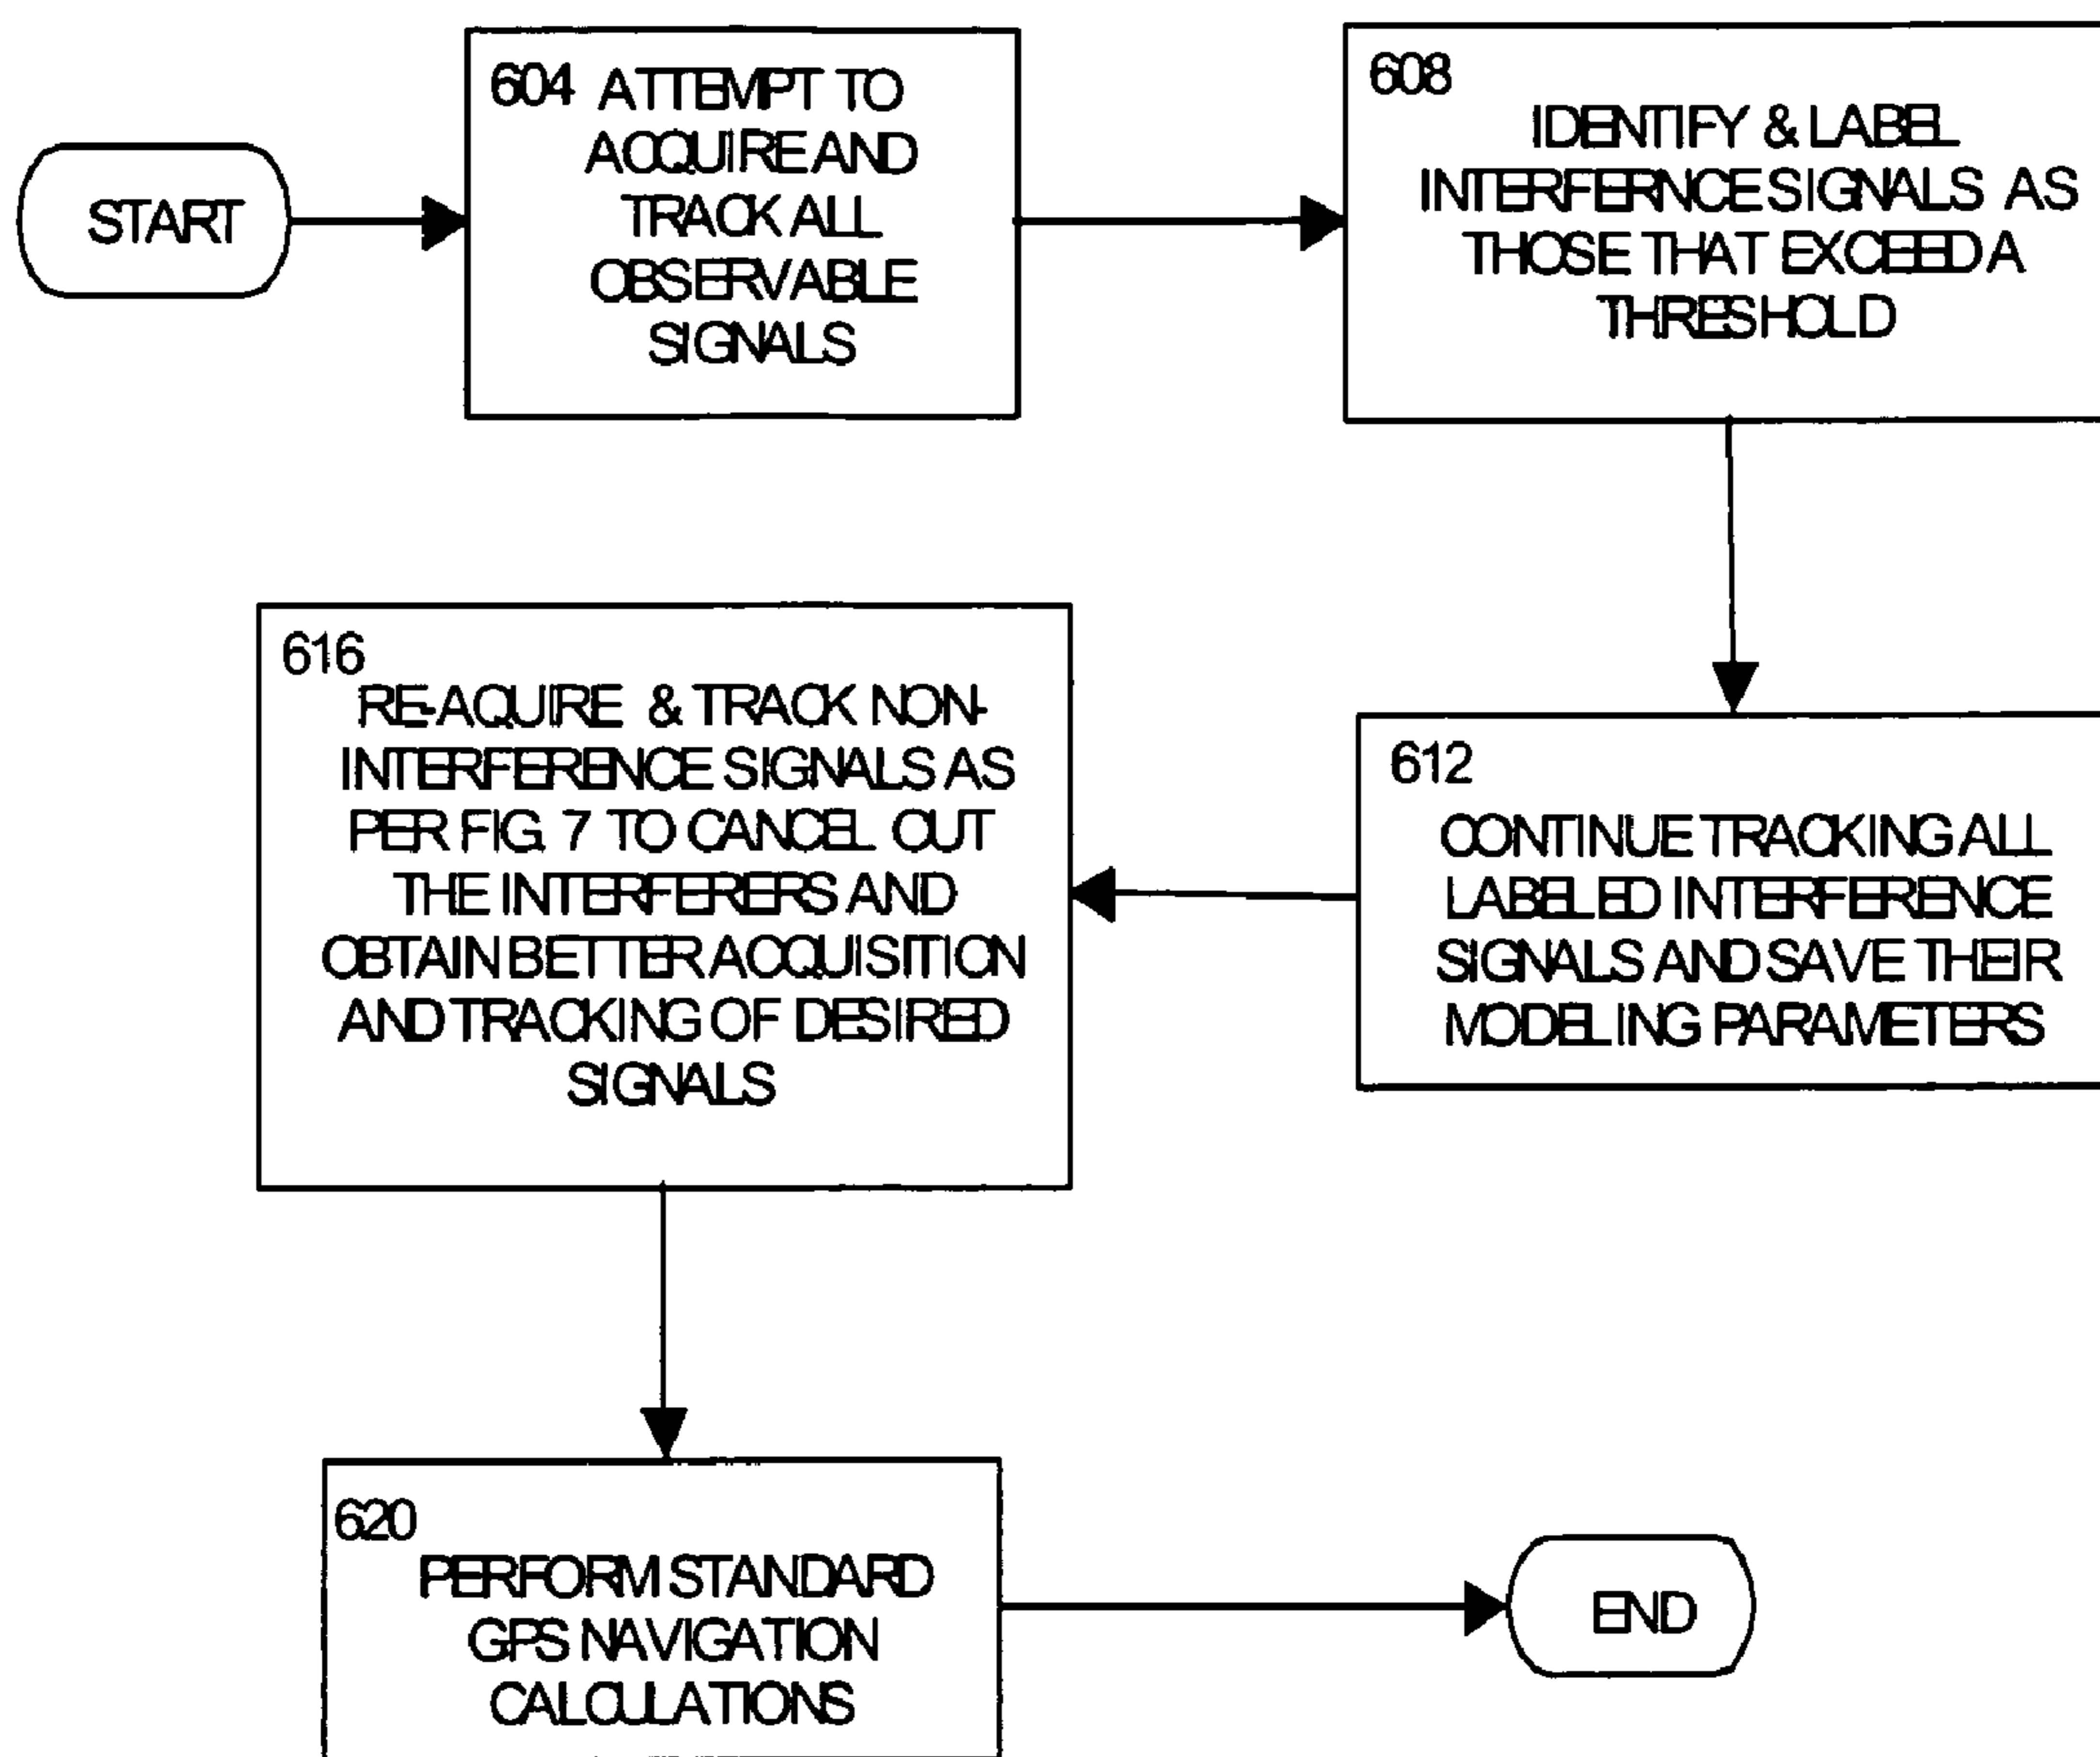 START
604 ATTEMPT TO
ACQUIRE AND
TRACK ALL
OBSERVABLE
SIGNALS
608
IDENTIFY & LABEL
INTERFERNCE SIGNALS AS
THOSE THAT EXCEED A
THRESHOLD
612
CONTINUE TRACKING ALL
LABELED INTERFERENCE
SIGNALS AND SAVE THEIR
MODELING PARAMETERS
616
RE-AQUIRE & TRACK NON-
INTERFERENCE SIGNALS AS
PER FIG. 7 TO CANCEL OUT
THE INTERFERERS AND
OBTAIN BETTER ACQUISITION
AND TRACKING OF DESIRED
SIGNALS
620
PERFORM STANDARD
GPS NAVIGATION
CALCULATIONS
END